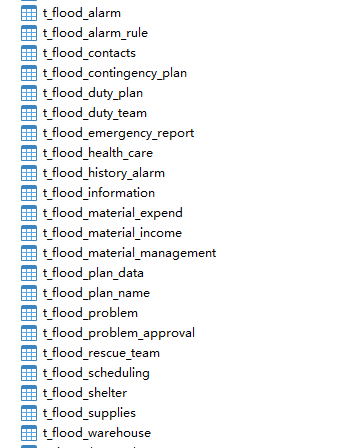 t_flood_alarm
t_flood_alarm_rule
t_flood_contacts
t_flood_contingency_plan
t_flood_duty_plan
t_flood_duty_team
t_flood_emergency_report
t_flood_health_care
t_flood_history_alarm
t_flood_information
t_flood_material_expend
t_flood_material_income
t_flood_material_management
t_flood_plan_data
t_flood_plan_name
t_flood_problem
t_flood_problem_approval
t_flood_rescue_team
t_flood_scheduling
t_flood_shelter
t_flood_supplies
t_flood_warehouse